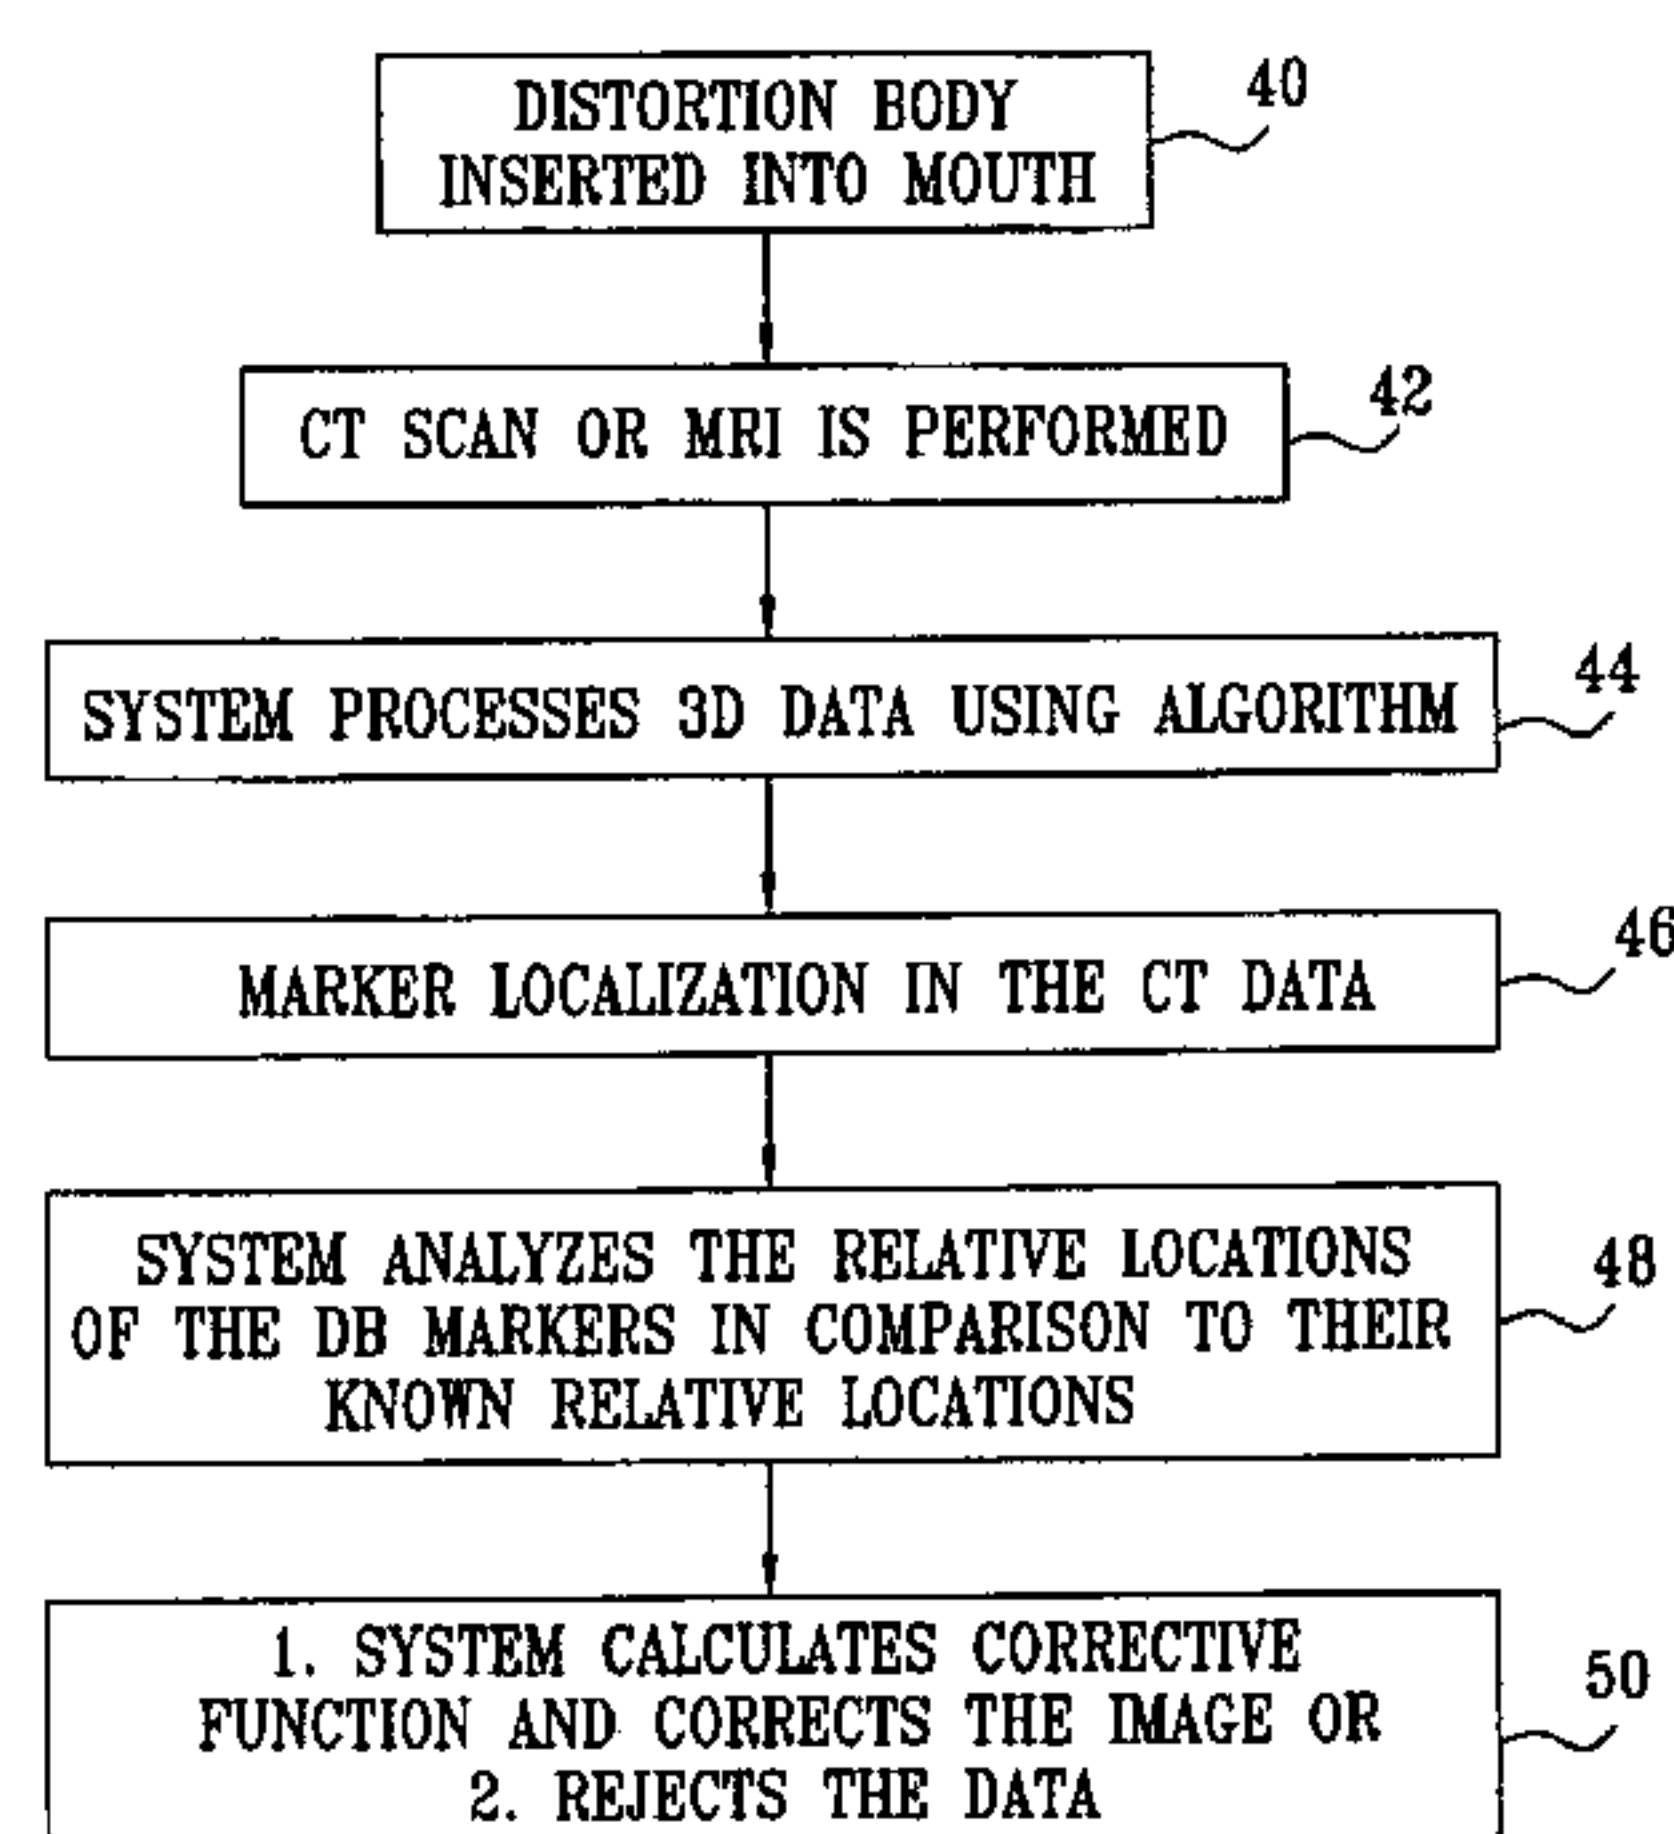 DISTORTION BODY
INSERTED INTO MOUTH
40
CT SCAN OR MRI IS PERFORMED
42
SYSTEM PROCESSES 3D DATA USING ALGORITHM
44
MARKER LOCALIZATION IN THE CT DATA
46
SYSTEM ANALYZES THE RELATIVE LOCATIONS
OF THE DB MARKERS IN COMPARISON TO THEIR
KNOWN RELATIVE LOCATIONS
48
1. SYSTEM CALCULATES CORRECTIVE
FUNCTION AND CORRECTS THE IMAGE OR
2. REJECTS THE DATA
50